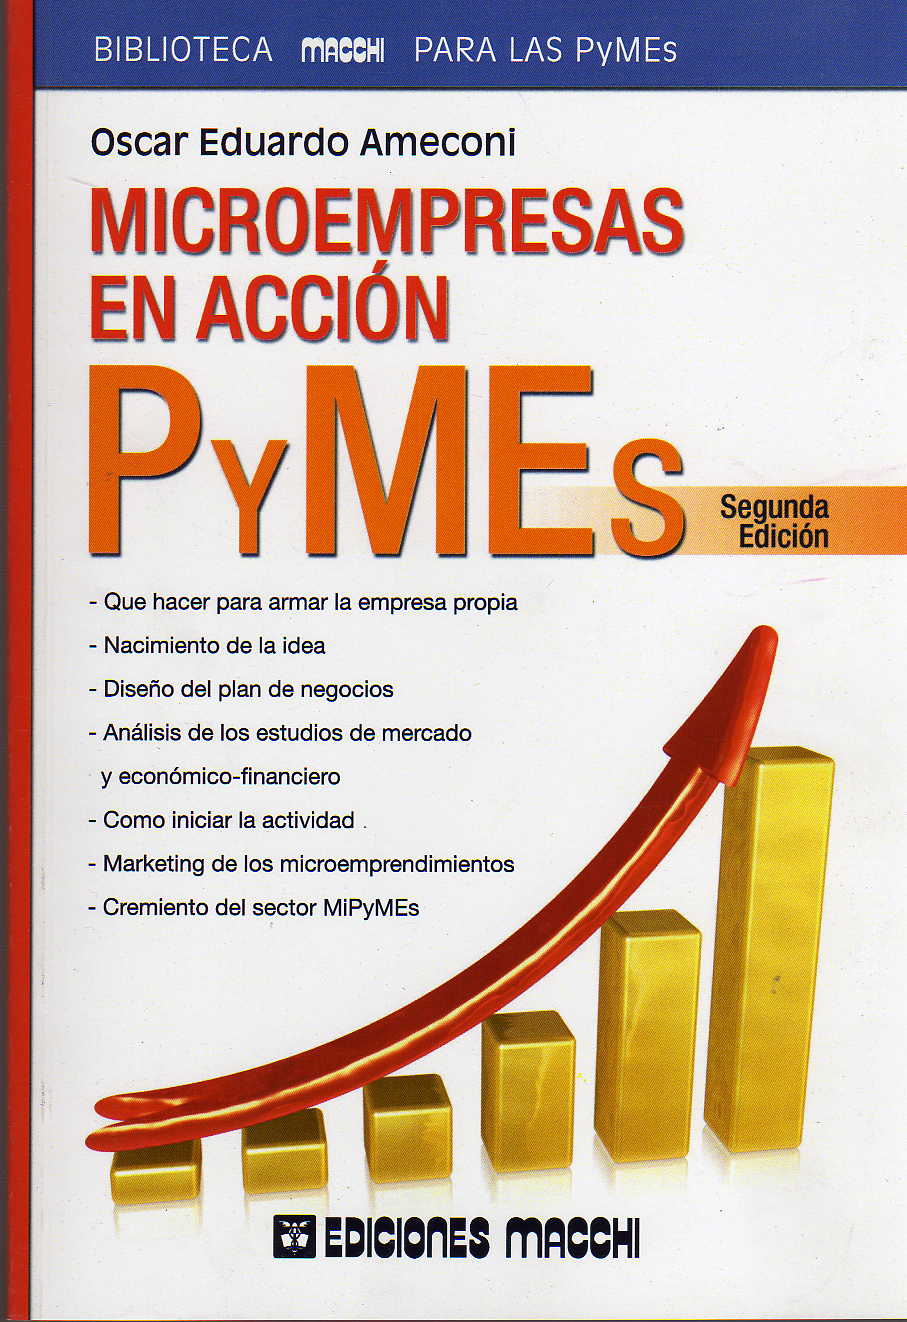 BIBLIOTECA MACCHI PARA LAS PyMEs
Oscar Eduardo Ameconi
MICROEMPRESAS
EN ACCIÓN
PYMES
Segunda
Edición
- Que hacer para armar la empresa propia
- Nacimiento de la idea
- Diseño del plan de negocios
- Análisis de los estudios de mercado
y económico-financiero
- Como iniciar la actividad
- Marketing de los microemprendimientos
- Cremiento del sector MiPyMEs
EDICIONES MACCHI